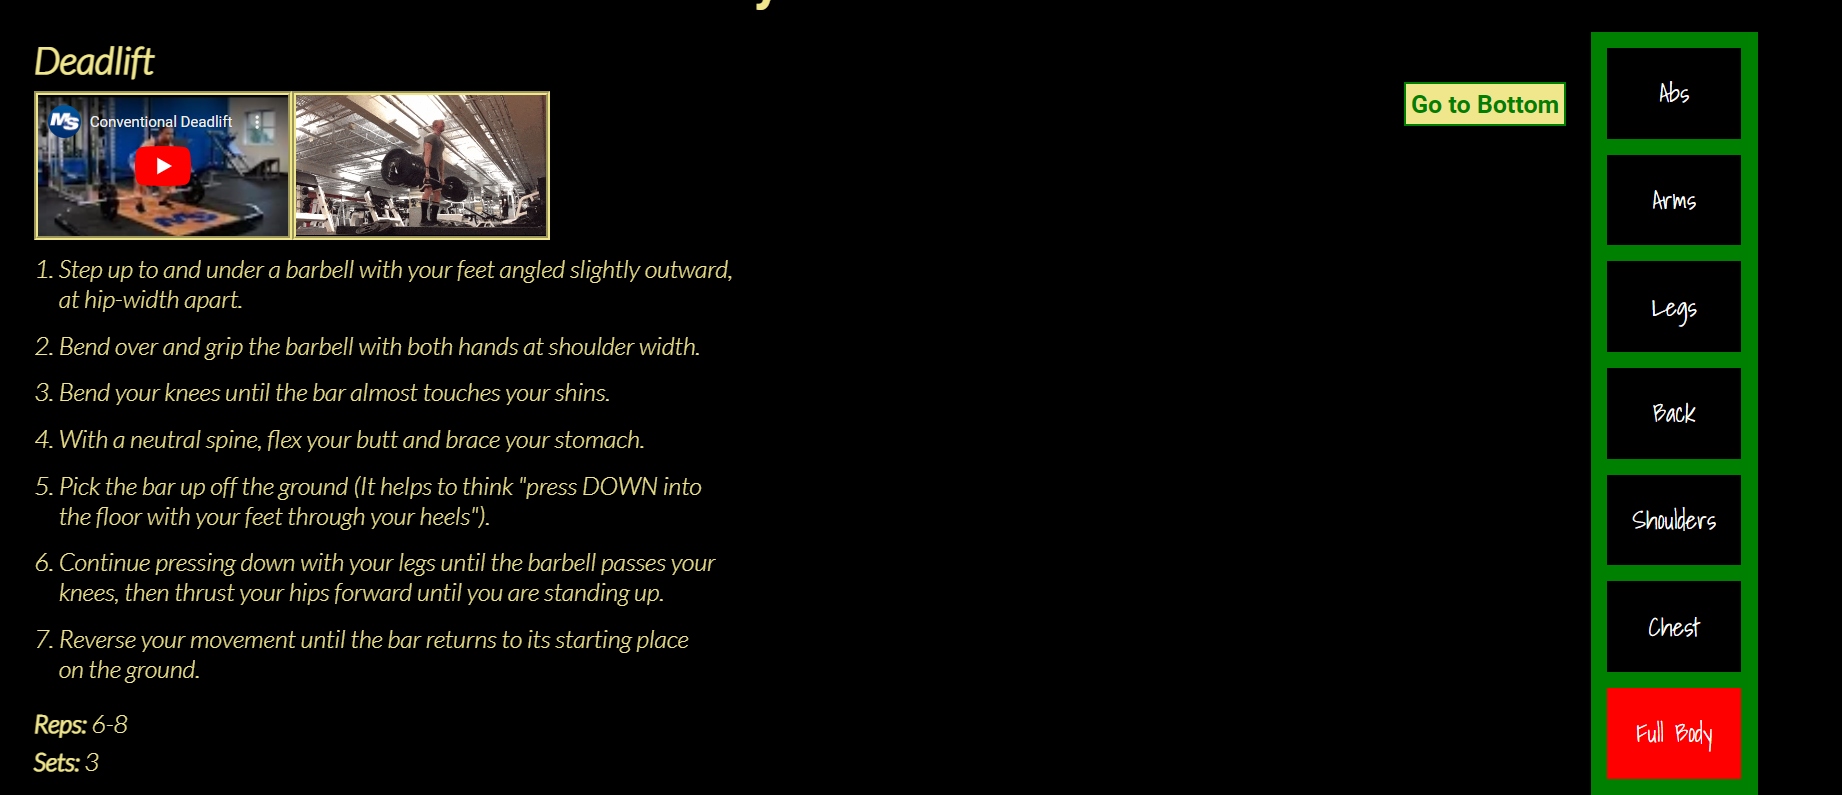 Deadlift
MS Conventional Deadlift
Go to Bottom
1. Step up to and under a barbell with your feet angled slightly outward,
at hip-width apart.
2. Bend over and grip the barbell with both hands at shoulder width.
3. Bend your knees until the bar almost touches your shins.
4. With a neutral spine, flex your butt and brace your stomach.
5. Pick the bar up off the ground (It helps to think "press DOWN into
the floor with your feet through your heels").
6. Continue pressing down with your legs until the barbell passes your
knees, then thrust your hips forward until you are standing up.
7. Reverse your movement until the bar returns to its starting place
on the ground.
Reps: 6-8
Sets: 3
Abs
Arms
Legs
Back
Shoulders
Chest
Full Body